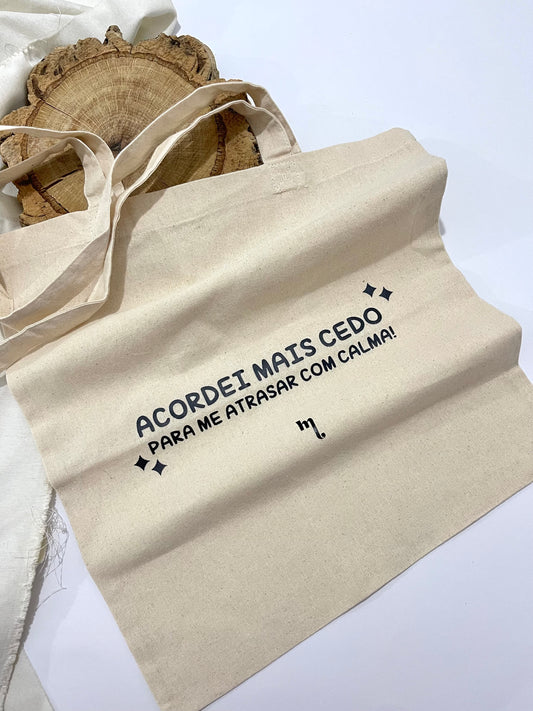 ACORDEI MAIS CEDO
PARA ME ATRASAR COM CALMA!
m